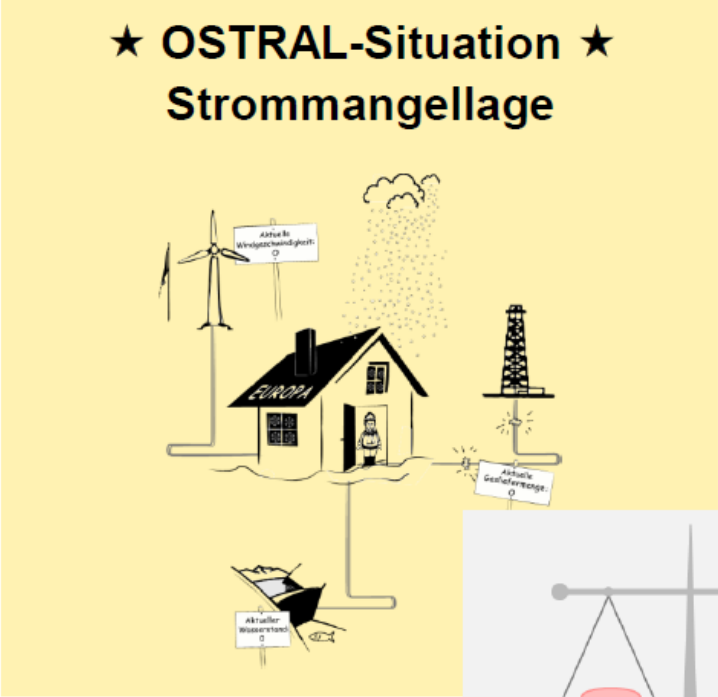 ★ OSTRAL-Situation ★
Strommangellage
Aktuelle
Windgeschwindigkeit:
0
EUROPA
Aktuelle
Gasliefermenge:
0
Aktueller
Wasserstand:
0